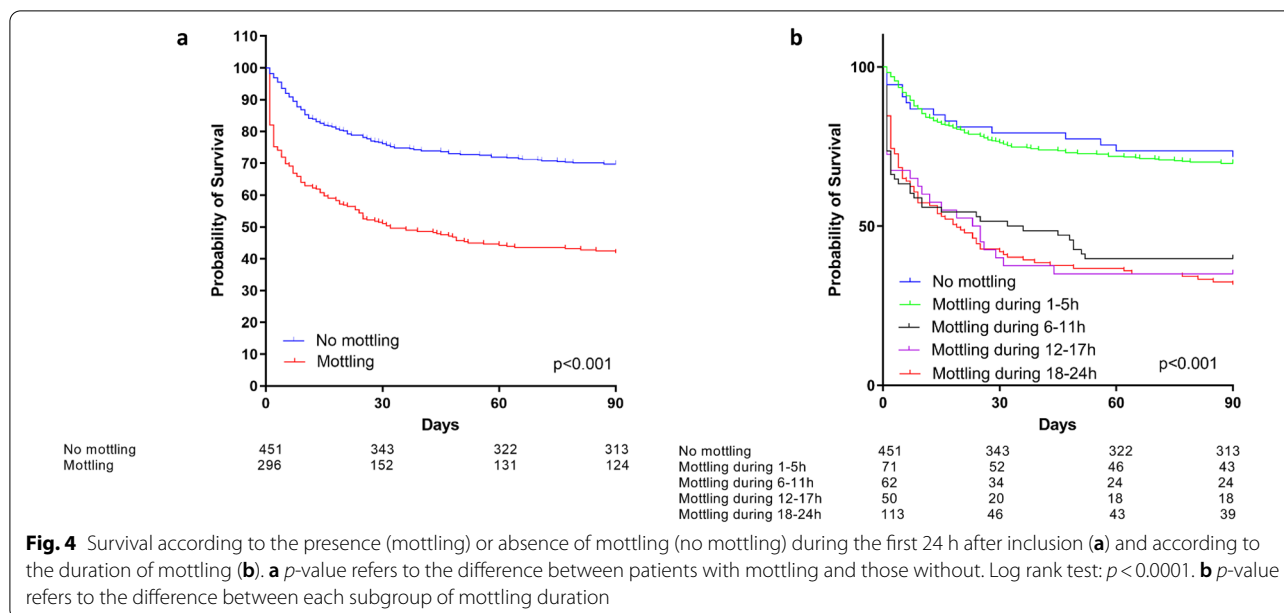 a
110
100
90
80
70
60
50
40
30
20
10
0
Probability of Survival
No mottling
Mottling
p<0.001
0 30 60 90
Days
No mottling 451 343 322 313
Mottling 296 152 131 124
b
100
50
0
Probability of Survival
No mottling
Mottling during 1-5h
Mottling during 6-11h
Mottling during 12-17h
Mottling during 18-24h
p<0.001
0 30 60 90
Days
No mottling 451 343 322 313
Mottling during 1-5h 71 52 46 43
Mottling during 6-11h 62 34 24 24
Mottling during 12-17h 50 20 18 18
Mottling during 18-24h 113 46 43 39
Fig. 4 Survival according to the presence (mottling) or absence of mottling (no mottling) during the first 24 h after inclusion (a) and according to
the duration of mottling (b). a p-value refers to the difference between patients with mottling and those without. Log rank test: p < 0.0001. b p-value
refers to the difference between each subgroup of mottling duration